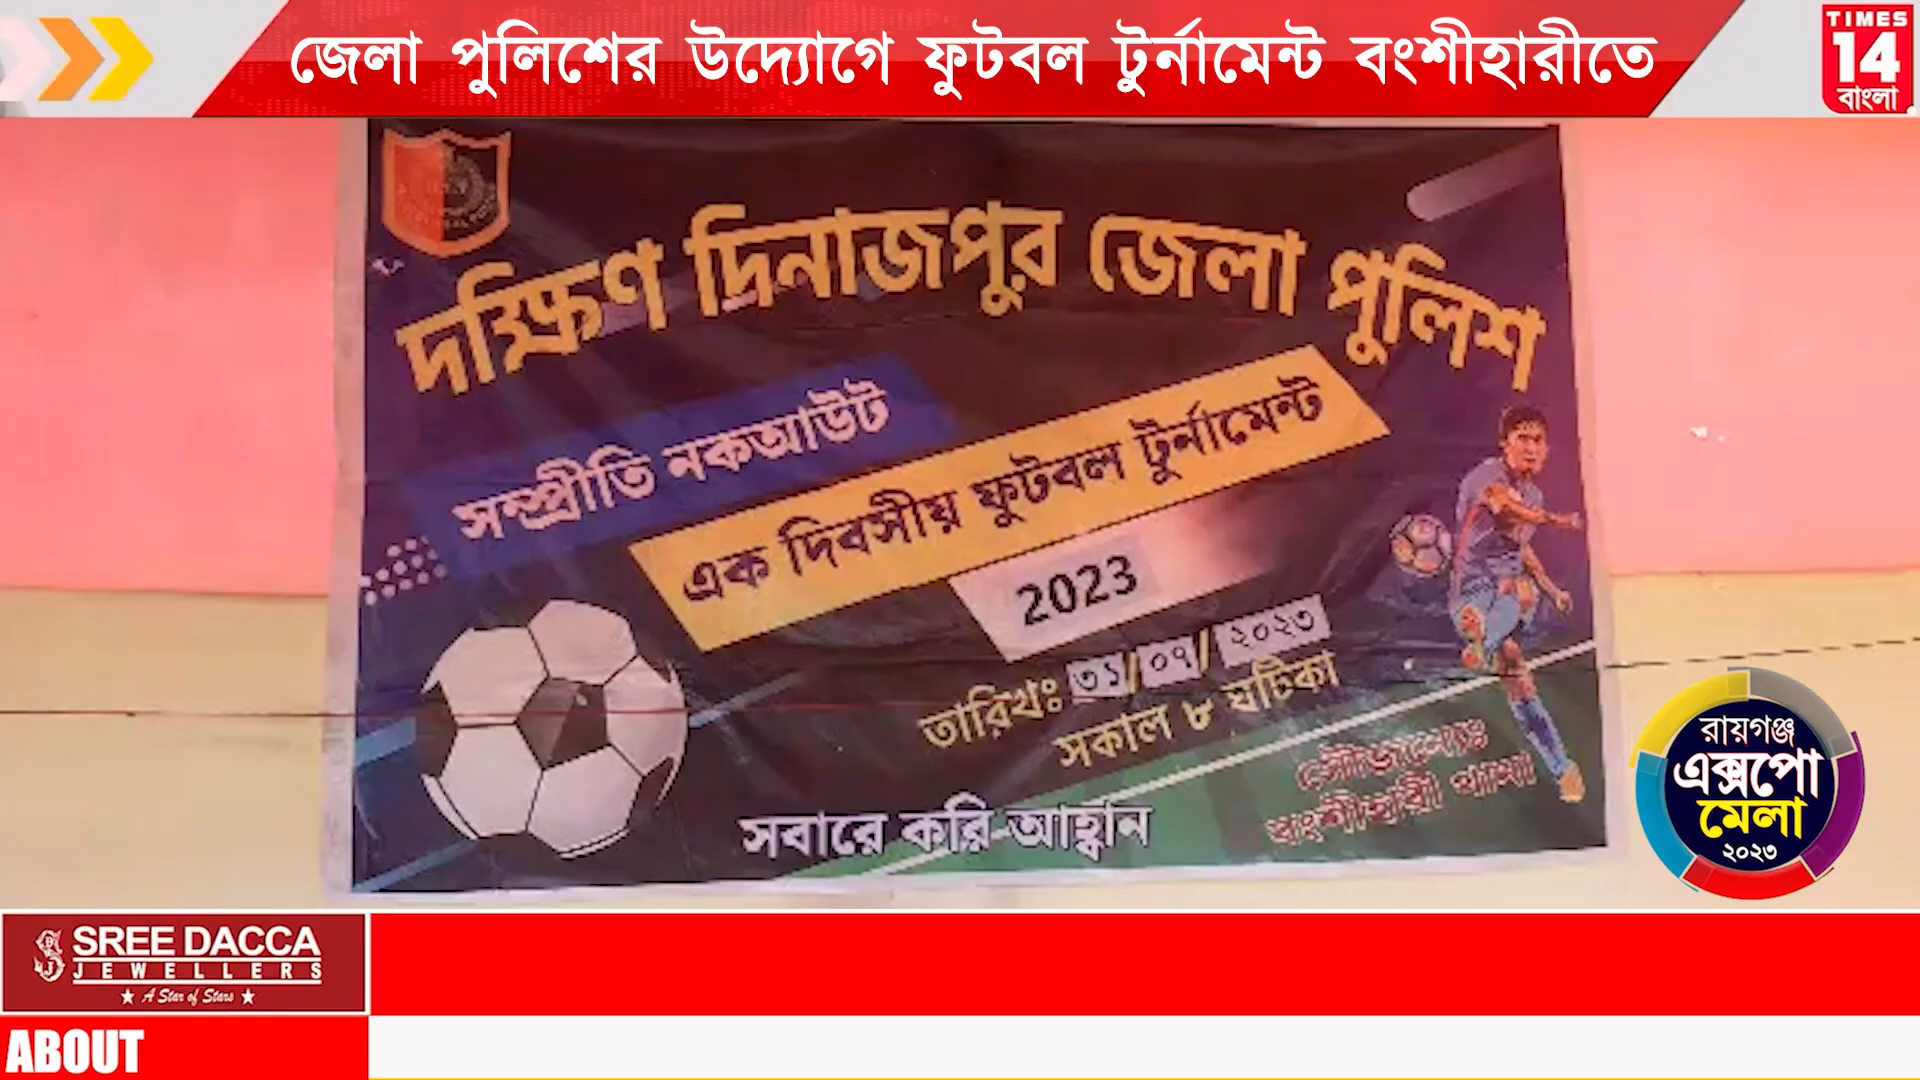 জেলা পুলিশের উদ্যোগে ফুটবল টুর্নামেন্ট বংশীহারীতে
TIMES
14
বাংলা
দক্ষিণ দিনাজপুর জেলা পুলিশ
সম্প্রীতি নকআউট
এক দিবসীয় ফুটবল টুর্নামেন্ট
2023
তারিখঃ ৩১/০৭/২০২৩
সকাল ৮ ঘটিকা
সৌজন্যেঃ
বংশীহারী থানা
সবারে করি আহ্বান
রায়গঞ্জ
এক্সপো
মেলা
২০২৩
SREE DACCA
JEWELLERS
A Star of Stars
ABOUT